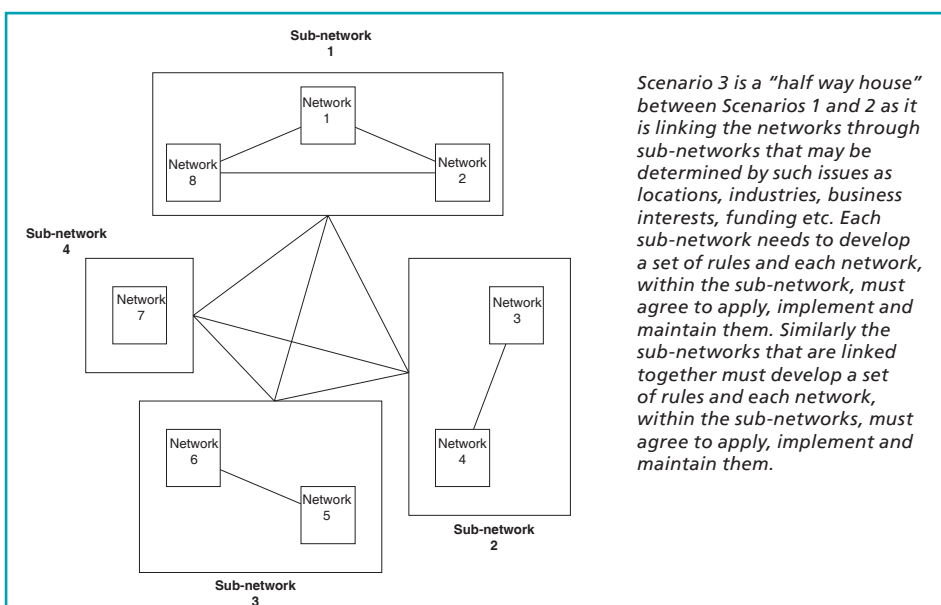 Sub-network
1
Network
1
Network
8
Network
2
Sub-network
4
Network
7
Network
3
Network
4
Sub-network
2
Network
6
Network
5
Sub-network
3
Scenario 3 is a “half way house”
between Scenarios 1 and 2 as it
is linking the networks through
sub-networks that may be
determined by such issues as
locations, industries, business
interests, funding etc. Each
sub-network needs to develop
a set of rules and each network,
within the sub-network, must
agree to apply, implement and
maintain them. Similarly the
sub-networks that are linked
together must develop a set
of rules and each network,
within the sub-networks, must
agree to apply, implement and
maintain them.